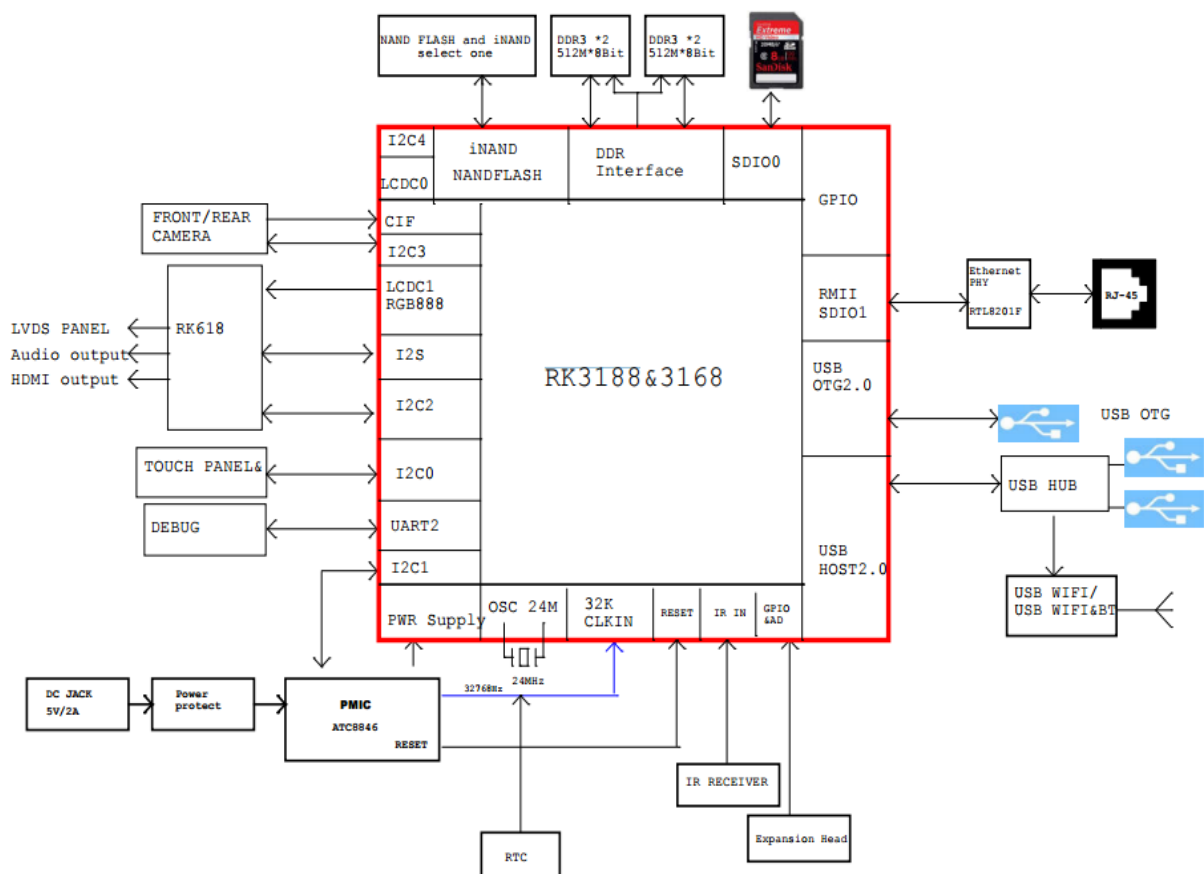 NAND FLASH and iNAND
select one
DDR3 *2
512M*8Bit
DDR3 *2
512M*8Bit
Extreme
8
SanDisk
I2C4
LCDC0
iNAND
NANDFLASH
DDR
Interface
SDIO0
GPIO
FRONT/REAR
CAMERA
CIF
I2C3
LCDC1
RGB888
RK618
LVDS PANEL
Audio output
HDMI output
I2S
I2C2
RK3188&3168
RMII
SDIO1
Ethernet
PHY
RTL8201F
RJ-45
USB
OTG2.0
USB OTG
TOUCH PANEL&
I2C0
USB HUB
DEBUG
UART2
I2C1
USB
HOST2.0
USB WIFI/
USB WIFI&BT
PWR Supply
OSC 24M
32K
CLKIN
RESET
IR IN
GPIO
&AD
24MHz
32768Hz
DC JACK
5V/2A
Power
protect
PMIC
ATC8846
RESET
IR RECEIVER
Expansion Head
RTC